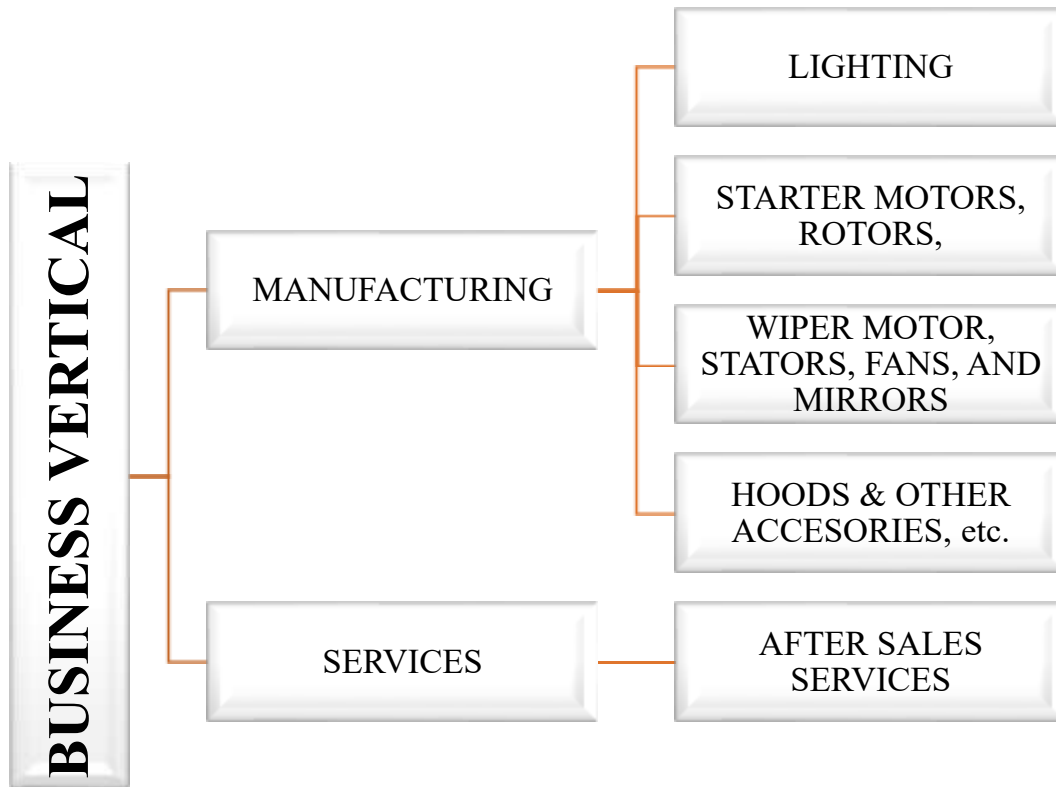 BUSINESS VERTICAL
MANUFACTURING
LIGHTING
STARTER MOTORS,
ROTORS,
WIPER MOTOR,
STATORS, FANS, AND
MIRRORS
HOODS & OTHER
ACCESORIES, etc.
SERVICES
AFTER SALES
SERVICES